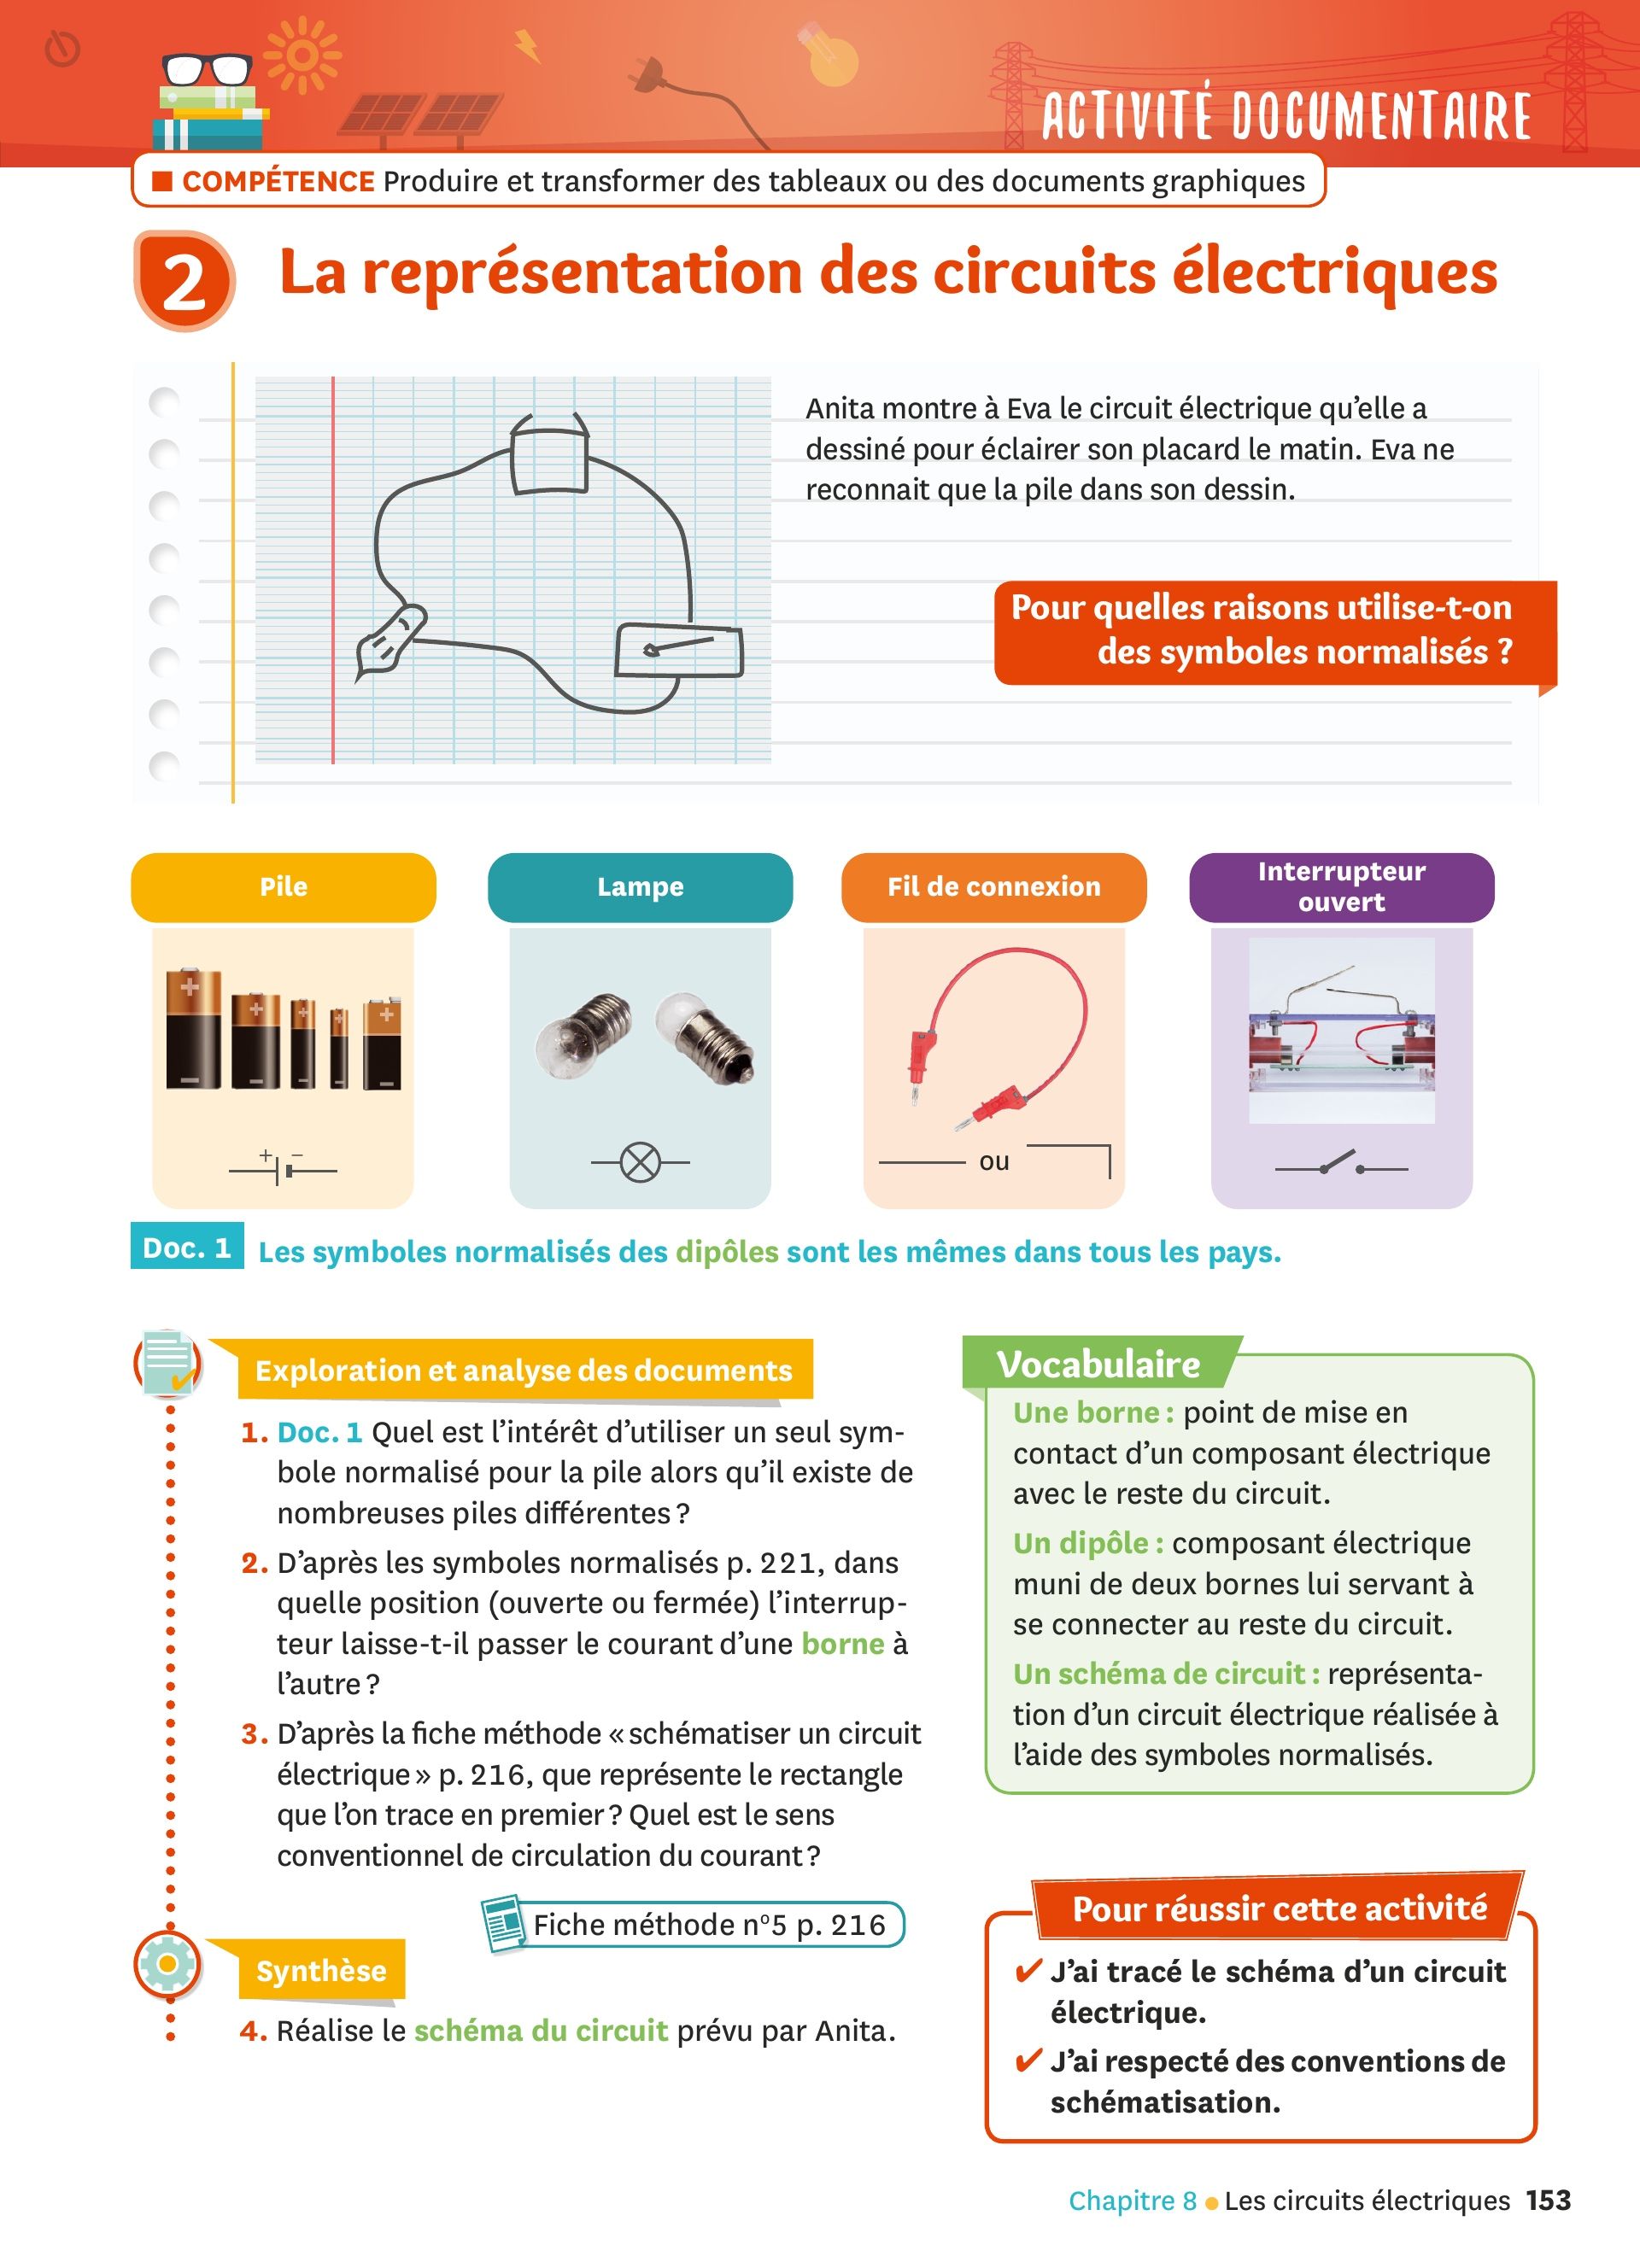 ACTIVITÉ DOCUMENTAIRE
COMPÉTENCE Produire et transformer des tableaux ou des documents graphiques
2 La représentation des circuits électriques
Anita montre à Eva le circuit électrique qu’elle a
dessiné pour éclairer son placard le matin. Eva ne
reconnait que la pile dans son dessin.
Pour quelles raisons utilise-t-on
des symboles normalisés ?
Pile
Lampe
Fil de connexion
Interrupteur
ouvert
+ + + + +
+ −
ou
Doc. 1 Les symboles normalisés des dipôles sont les mêmes dans tous les pays.
Exploration et analyse des documents
1. Doc. 1 Quel est l’intérêt d’utiliser un seul sym-
bole normalisé pour la pile alors qu’il existe de
nombreuses piles différentes ?
2. D’après les symboles normalisés p. 221, dans
quelle position (ouverte ou fermée) l’interrup-
teur laisse-t-il passer le courant d’une borne à
l’autre ?
3. D’après la fiche méthode « schématiser un circuit
électrique » p. 216, que représente le rectangle
que l’on trace en premier ? Quel est le sens
conventionnel de circulation du courant ?
Fiche méthode n°5 p. 216
Synthèse
4. Réalise le schéma du circuit prévu par Anita.
Vocabulaire
Une borne : point de mise en
contact d’un composant électrique
avec le reste du circuit.
Un dipôle : composant électrique
muni de deux bornes lui servant à
se connecter au reste du circuit.
Un schéma de circuit : représenta-
tion d’un circuit électrique réalisée à
l’aide des symboles normalisés.
Pour réussir cette activité
✔ J’ai tracé le schéma d’un circuit
électrique.
✔ J’ai respecté des conventions de
schématisation.
Chapitre 8 • Les circuits électriques 153